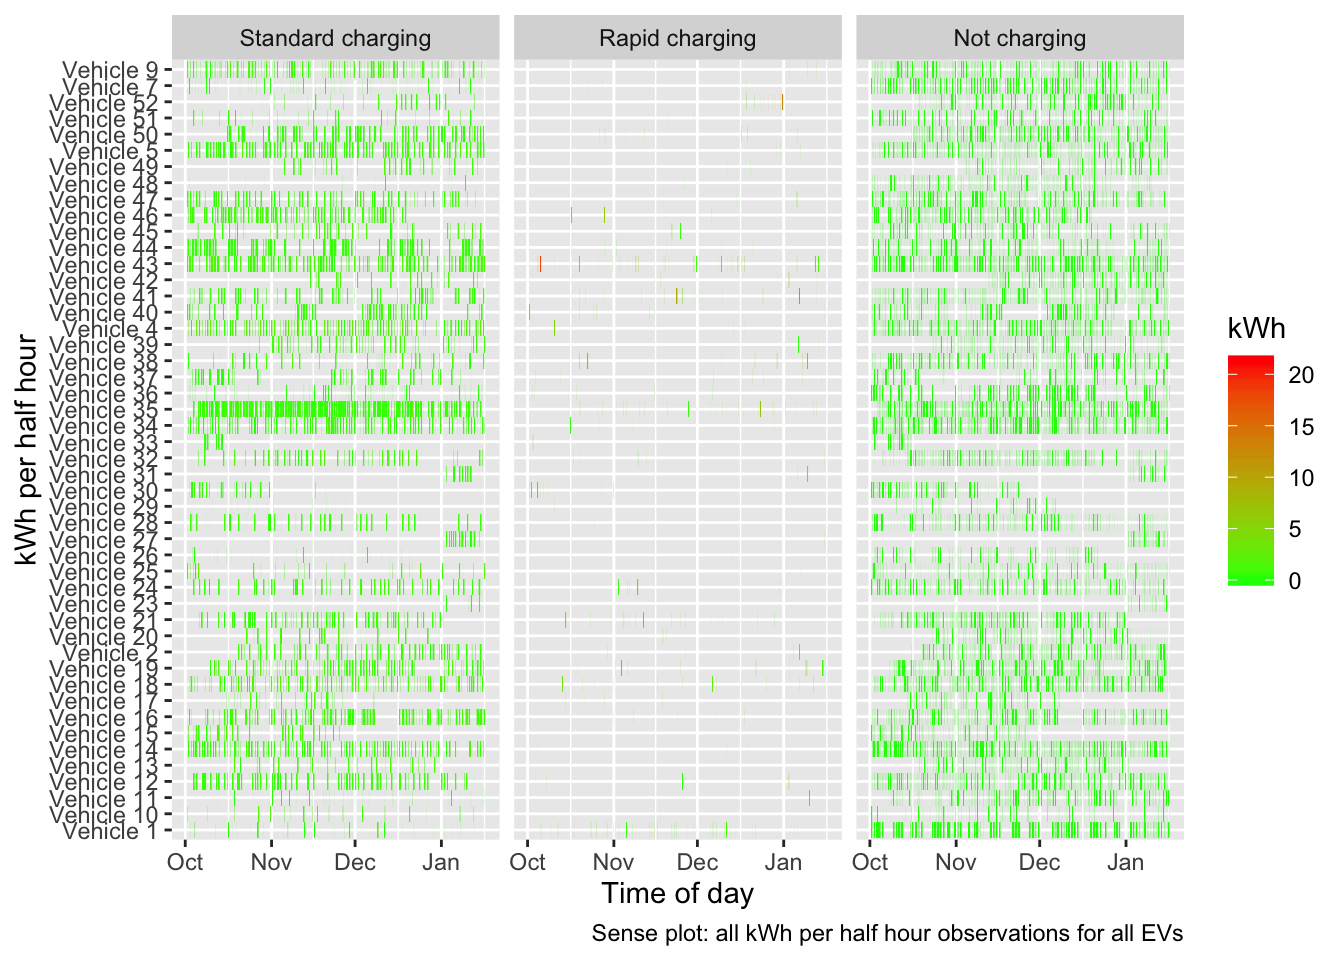 Standard charging
Rapid charging
Not charging
kWh per half hour
Vehicle 9
Vehicle 7
Vehicle 52
Vehicle 51
Vehicle 50
Vehicle 5
Vehicle 49
Vehicle 48
Vehicle 47
Vehicle 46
Vehicle 45
Vehicle 44
Vehicle 43
Vehicle 42
Vehicle 41
Vehicle 40
Vehicle 4
Vehicle 39
Vehicle 38
Vehicle 37
Vehicle 36
Vehicle 35
Vehicle 34
Vehicle 33
Vehicle 32
Vehicle 31
Vehicle 30
Vehicle 29
Vehicle 28
Vehicle 27
Vehicle 26
Vehicle 25
Vehicle 24
Vehicle 23
Vehicle 21
Vehicle 20
Vehicle 2
Vehicle 19
Vehicle 18
Vehicle 17
Vehicle 16
Vehicle 15
Vehicle 14
Vehicle 13
Vehicle 12
Vehicle 11
Vehicle 10
Vehicle 1
Oct Nov Dec Jan
Oct Nov Dec Jan
Oct Nov Dec Jan
Time of day
kWh
20
15
10
5
0
Sense plot: all kWh per half hour observations for all EVs